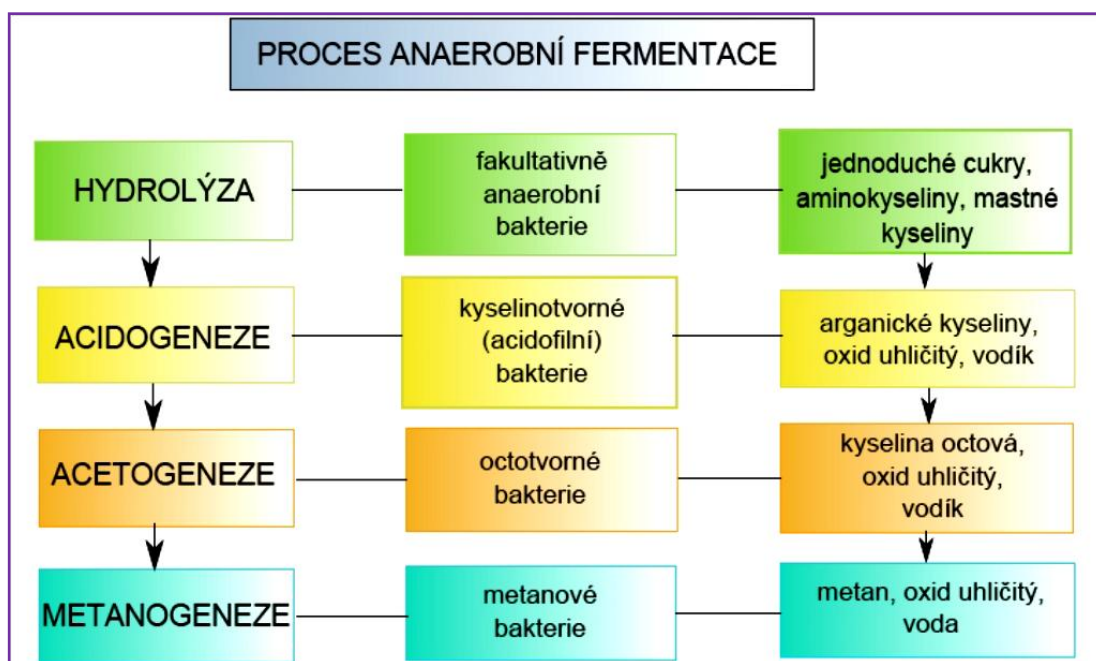 PROCES ANAEROBNÍ FERMENTACE
HYDROLÝZA
fakultativně
anaerobní
bakterie
jednoduché cukry,
aminokyseliny, mastné
kyseliny
ACIDOGENEZE
kyselinotvorné
(acidofilní)
bakterie
arganické kyseliny,
oxid uhličitý, vodík
ACETOGENEZE
octotvorné
bakterie
kyselina octová,
oxid uhličitý,
vodík
METANOGENEZE
metanové
bakterie
metan, oxid uhličitý,
voda